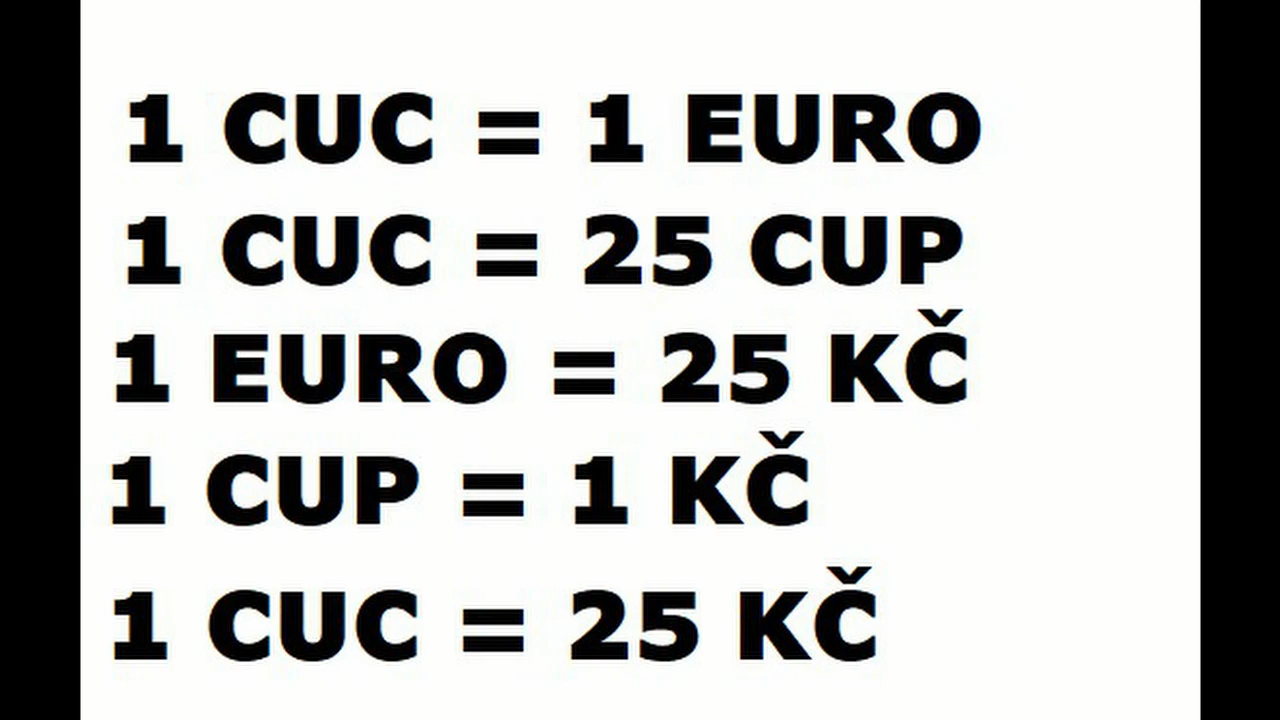 1 CUC = 1 EURO
1 CUC = 25 CUP
1 EURO = 25 KČ
1 CUP = 1 KČ
1 CUC = 25 KČ